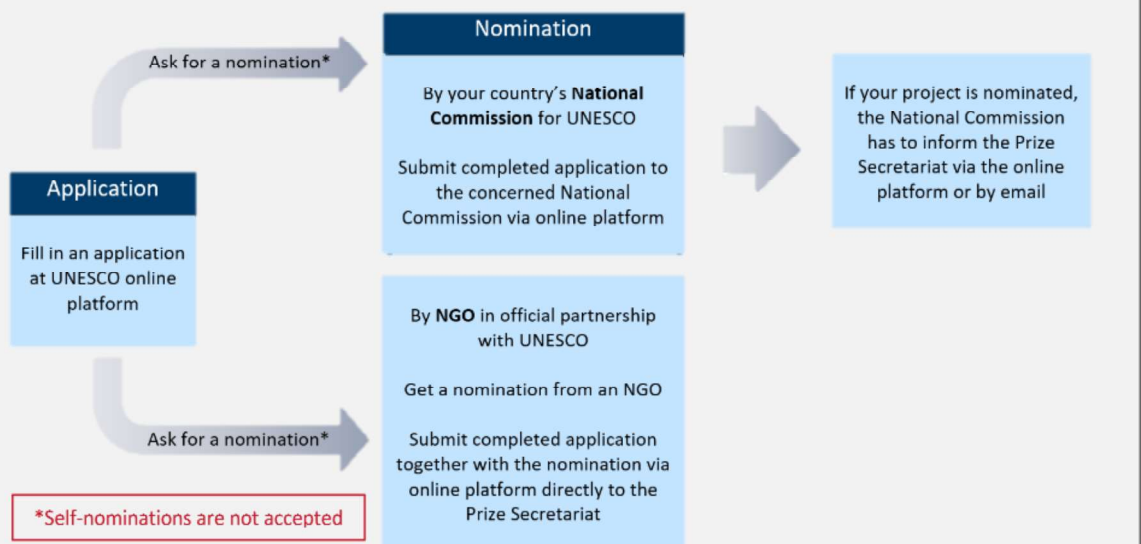 Application
Fill in an application
at UNESCO online
platform
Ask for a nomination*
Nomination
By your country´s National
Commission for UNESCO
Submit completed application to
the concerned National
Commission via online platform
If your project is nominated,
the National Commission
has to inform the Prize
Secretariat via the online
platform or by email
Ask for a nomination*
By NGO in official partnership
with UNESCO
Get a nomination from an NGO
Submit completed application
together with the nomination via
online platform directly to the
Prize Secretariat
*Self-nominations are not accepted